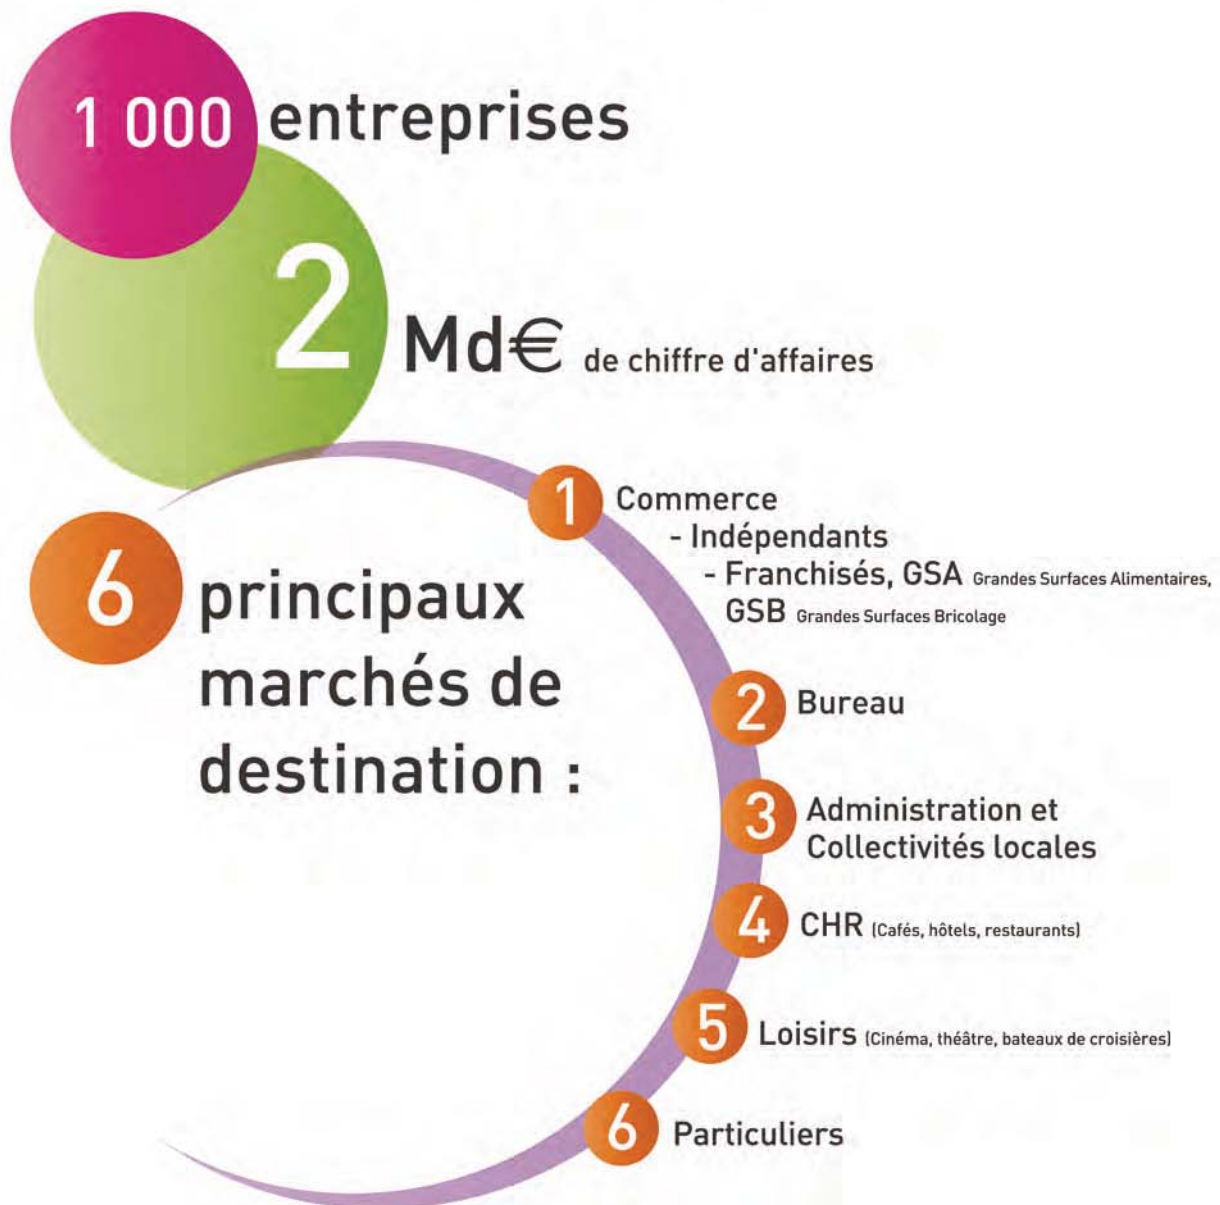 1 000 entreprises
2 Md€ de chiffre d'affaires
6 principaux
marchés de
destination :
1 Commerce
- Indépendants
- Franchisés, GSA Grandes Surfaces Alimentaires,
GSB Grandes Surfaces Bricolage
2 Bureau
3 Administration et
Collectivités locales
4 CHR (Cafés, hôtels, restaurants)
5 Loisirs (Cinéma, théâtre, bateaux de croisières)
6 Particuliers